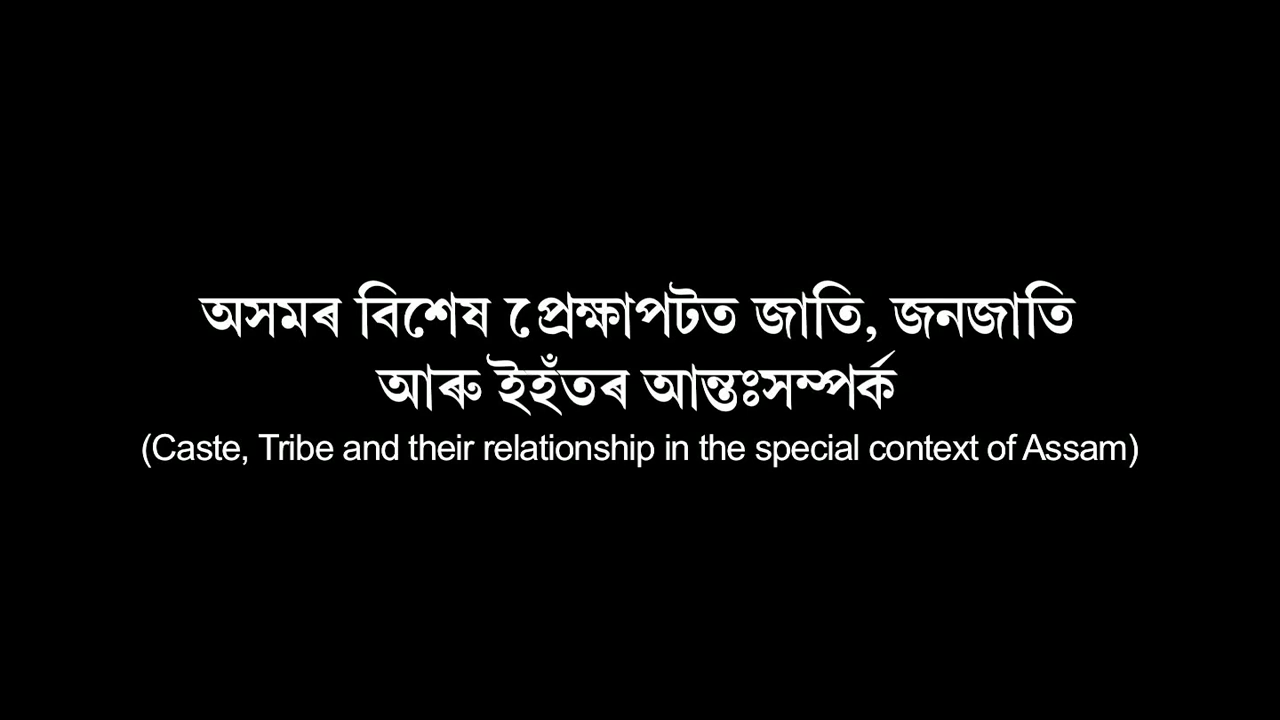 অসমৰ বিশেষ প্ৰেক্ষাপটত জাতি, জনজাতি
আৰু ইহঁতৰ আন্তঃসম্পৰ্ক
(Caste, Tribe and their relationship in the special context of Assam)